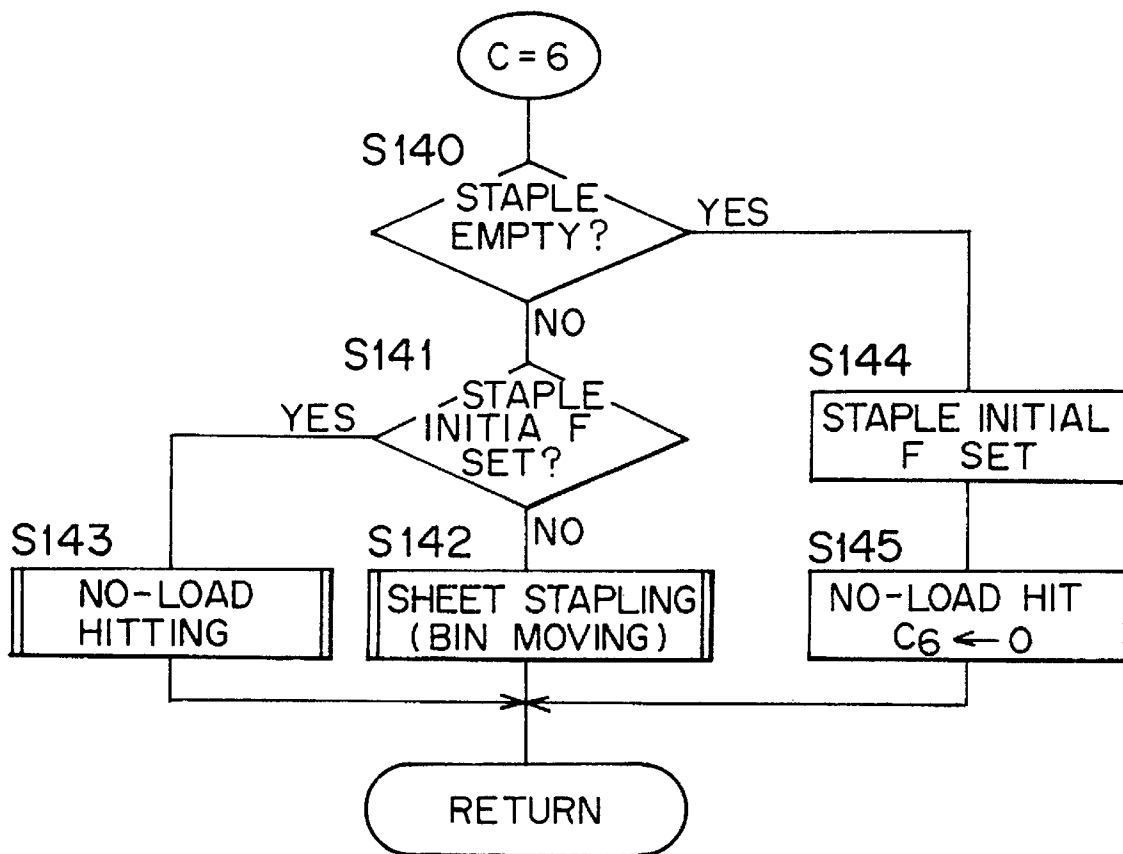 C=6
S140
STAPLE
EMPTY?
YES
NO
S141
STAPLE
INITIA F
SET?
YES
NO
S144
STAPLE INITIAL
F SET
S143
NO-LOAD
HITTING
S142
SHEET STAPLING
(BIN MOVING)
S145
NO-LOAD HIT
C6 ← 0
RETURN